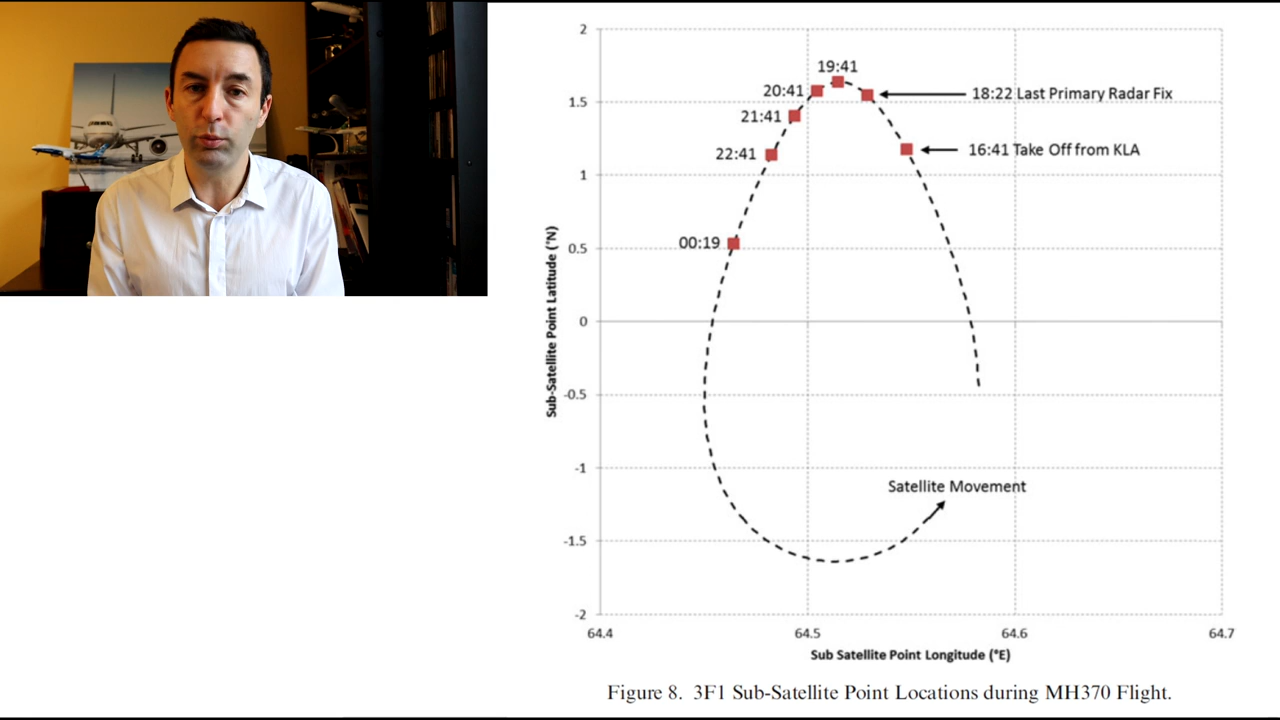 2
19:41
20:41
18:22 Last Primary Radar Fix
1.5
21:41
22:41
16:41 Take Off from KLA
1
00:19
0.5
Sub-Satellite Point Latitude (°N)
0
-0.5
-1
Satellite Movement
-1.5
-2
64.4 64.5 64.6 64.7
Sub Satellite Point Longitude (°E)
Figure 8. 3F1 Sub-Satellite Point Locations during MH370 Flight.